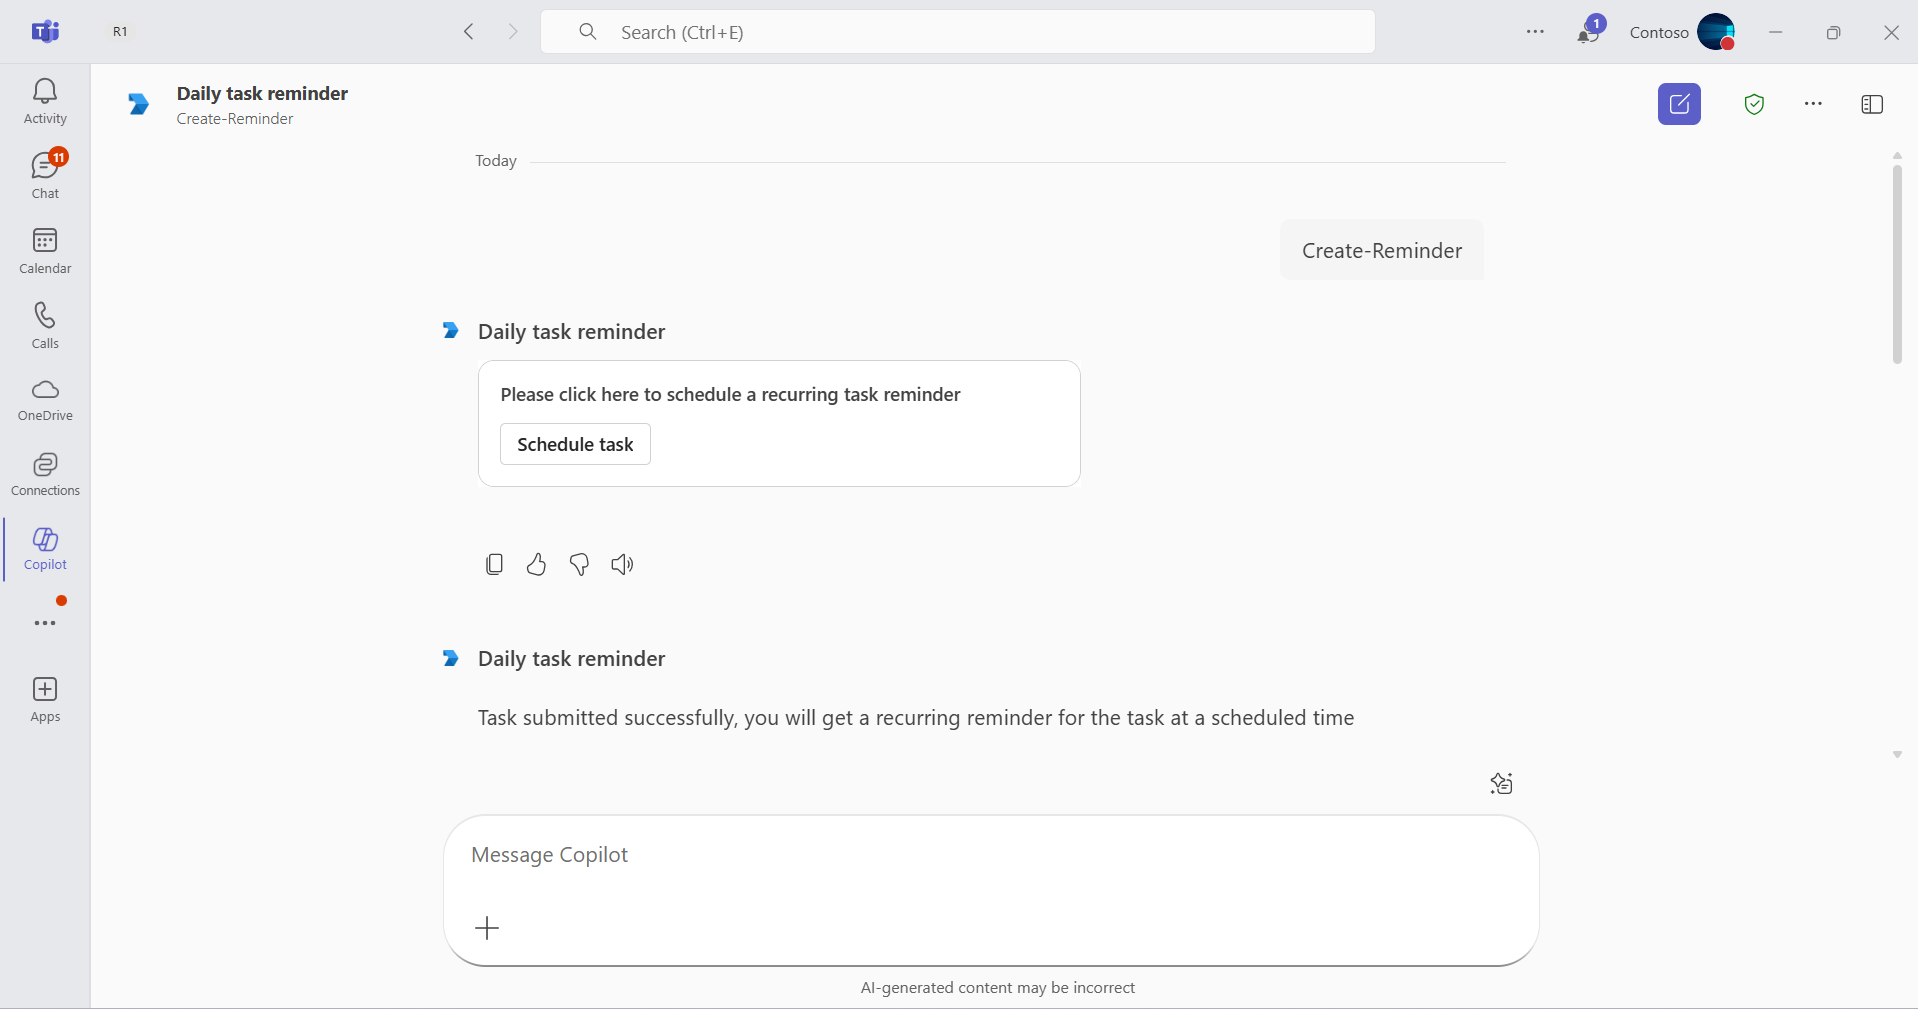 R1
Search (Ctrl+E)
1
Contoso
Activity
11
Chat
Calendar
Calls
OneDrive
Connections
Copilot
Apps
Daily task reminder
Create-Reminder
Today
Create-Reminder
Daily task reminder
Please click here to schedule a recurring task reminder
Schedule task
Daily task reminder
Task submitted successfully, you will get a recurring reminder for the task at a scheduled time
Message Copilot
AI-generated content may be incorrect